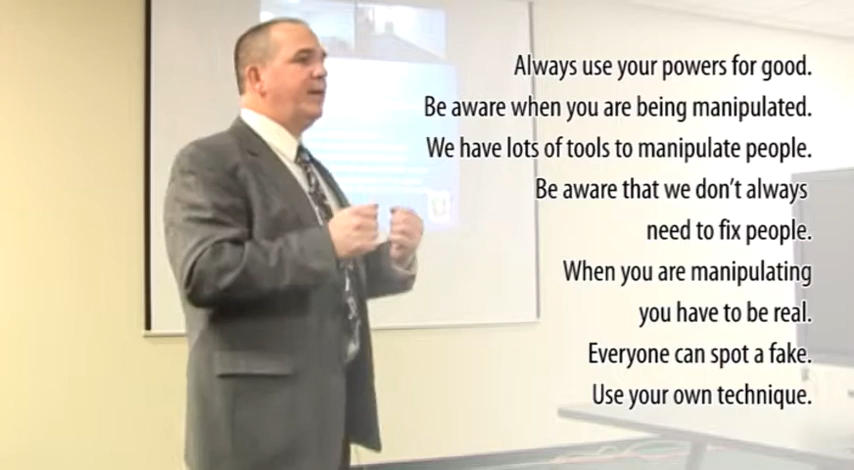 Always use your powers for good.
Be aware when you are being manipulated.
We have lots of tools to manipulate people.
Be aware that we don't always
need to fix people.
When you are manipulating
you have to be real.
Everyone can spot a fake.
Use your own technique.